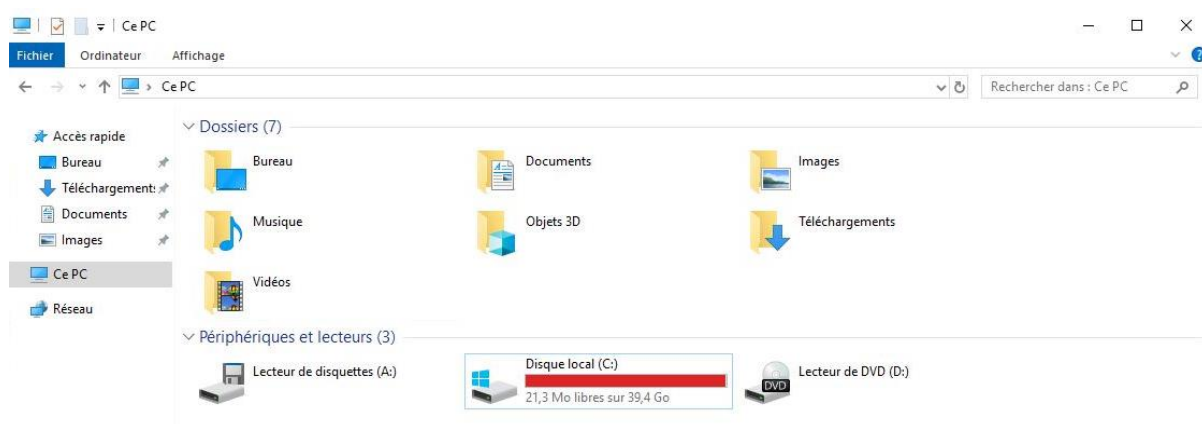 Ce PC
Fichier Ordinateur Affichage
Ce PC
Rechercher dans : Ce PC
Accès rapide
Bureau
Téléchargement:
Documents
Images
Ce PC
Réseau
Dossiers (7)
Bureau
Documents
Images
Musique
Objets 3D
Téléchargements
Vidéos
Périphériques et lecteurs (3)
Lecteur de disquettes (A:)
Disque local (C:)
21,3 Mo libres sur 39,4 Go
DVD
Lecteur de DVD (D:)